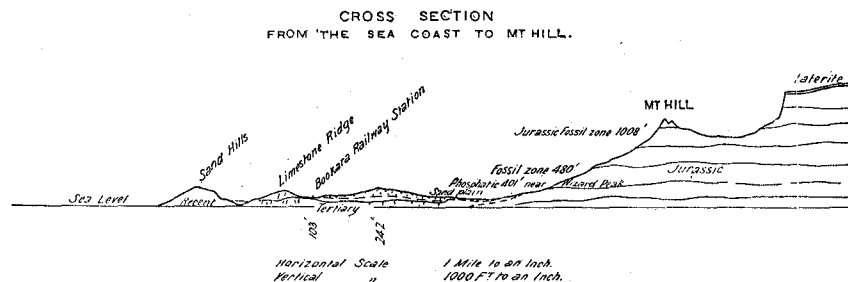 CROSS SECTION
FROM THE SEA COAST TO MT HILL.
Laterite
MT HILL
Jurassic Fossil zone 1008'
Sand Hills
Limestone Ridge
Bookara Railway Station
Fossil zone 480'
Jurassic
Phosphatic 401' near Wizard Peak
Sand plain
Sea Level
Recent
Tertiary
103'
242'
Horizontal Scale 1 Mile to an Inch.
Vertical " 1000 FT to an Inch.